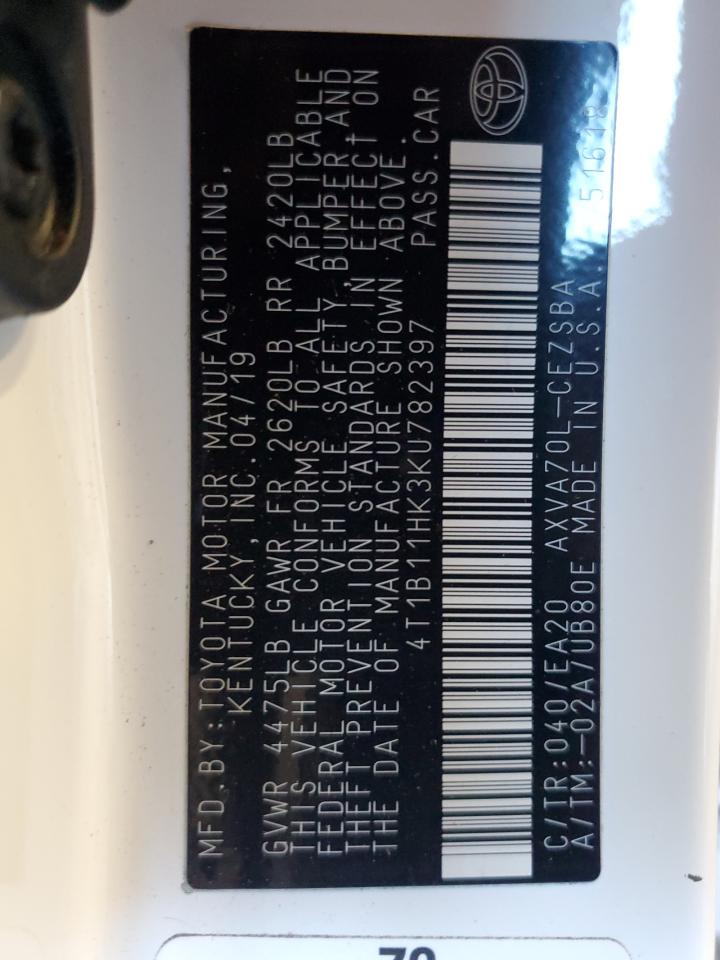 MFD.BY:TOYOTA MOTOR MANUFACTURING,
KENTUCKY,INC.04/19
GVWR 4475LB GAWR FR 2620LB RR 2420LB
THIS VEHICLE CONFORMS TO ALL APPLICABLE
FEDERAL MOTOR VEHICLE SAFETY,BUMPER,AND
THEFT PREVENTION STANDARDS IN EFFECT ON
THE DATE OF MANUFACTURE SHOWN ABOVE.
4T1B11HK3KU782397 PASS.CAR
C/TR:040/EA20 AXVA70L-CEZSBA
A/TM:-02A/UB80E MADE IN U.S.A. 51618